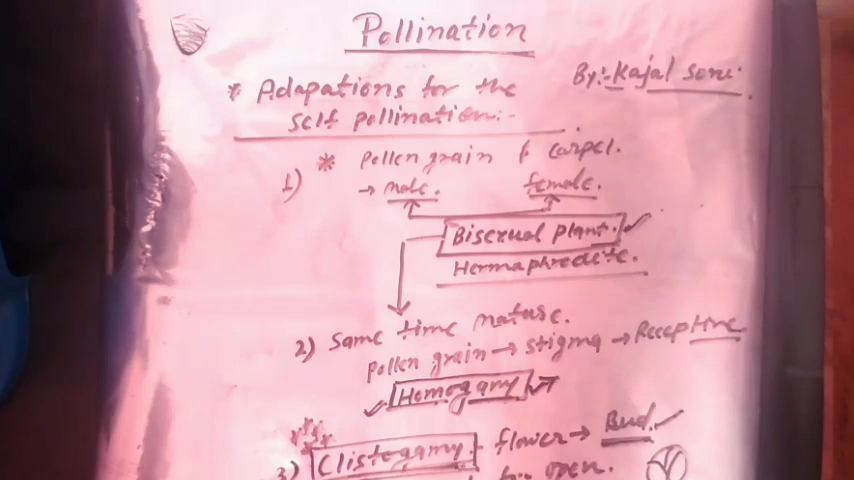 Pollination
By:- Kajal Soni.
* Adapations for the
self pollination:-
1) * Pollen grain & carpel.
→ male. female.
Bisexual plant. ✓
Hermaphrodite.
2) Same time mature.
pollen grain → stigma → Receptive
✓ Homogamy ✓
3) Clistogamy - flower → Bud. ✓
open.